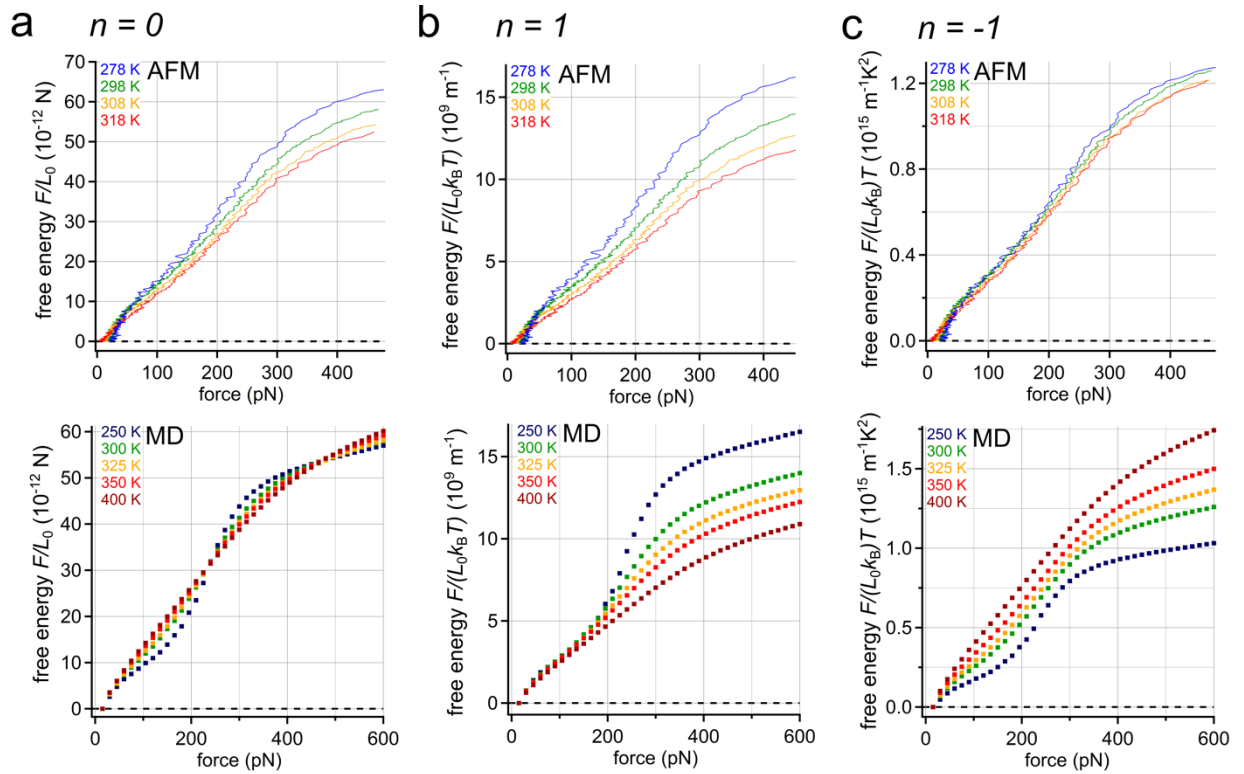 a n = 0
70
60
50
40
30
20
10
0
free energy F/L₀ (10⁻¹² N)
278 K
298 K
308 K
318 K
AFM
0 100 200 300 400
force (pN)
b n = 1
15
10
5
0
free energy F/(L₀k_BT) (10⁹ m⁻¹)
278 K
298 K
308 K
318 K
AFM
0 100 200 300 400
force (pN)
c n = -1
1.2
0.8
0.4
0.0
free energy F/(L₀k_B)T (10¹⁵ m⁻¹K²)
278 K
298 K
308 K
318 K
AFM
0 100 200 300 400
force (pN)
60
50
40
30
20
10
0
free energy F/L₀ (10⁻¹² N)
250 K
300 K
325 K
350 K
400 K
MD
0 200 400 600
force (pN)
15
10
5
0
free energy F/(L₀k_BT) (10⁹ m⁻¹)
250 K
300 K
325 K
350 K
400 K
MD
0 200 400 600
force (pN)
1.5
1.0
0.5
0.0
free energy F/(L₀k_B)T (10¹⁵ m⁻¹K²)
250 K
300 K
325 K
350 K
400 K
MD
0 200 400 600
force (pN)